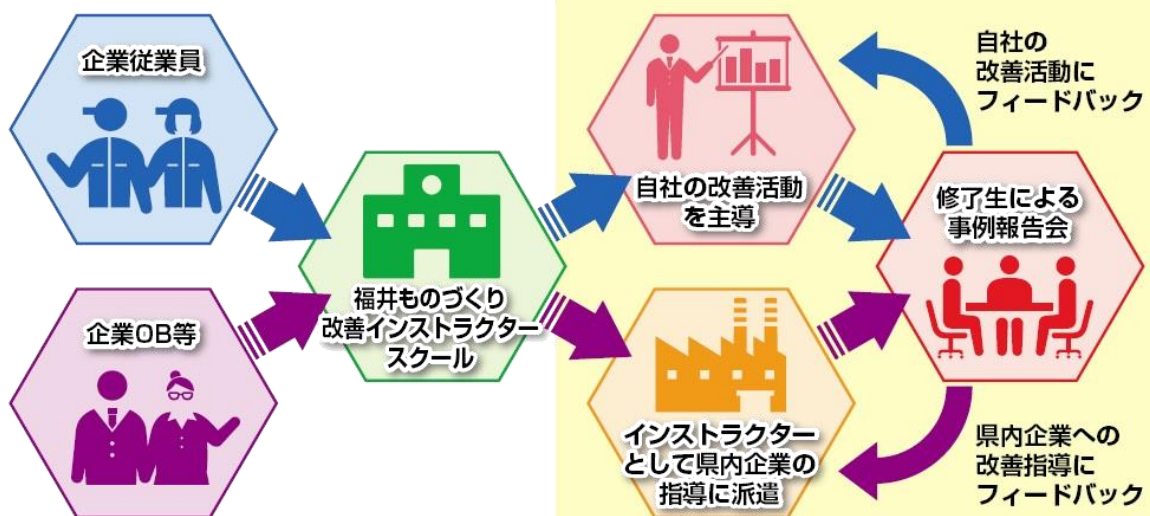 企業従業員
企業OB等
福井ものづくり
改善インストラクター
スクール
自社の改善活動
を主導
インストラクター
として県内企業の
指導に派遣
修了生による
事例報告会
自社の
改善活動に
フィードバック
県内企業への
改善指導に
フィードバック